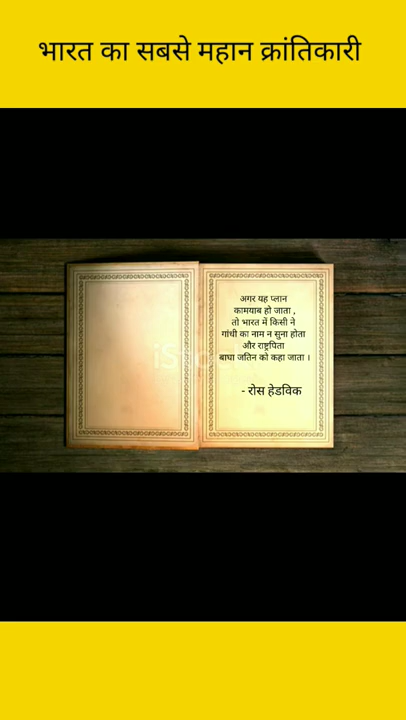 भारत का सबसे महान क्रांतिकारी
अगर यह प्लान
कामयाब हो जाता ,
तो भारत में किसी ने
गांधी का नाम न सुना होता
और राष्ट्रपिता
बाघा जतिन को कहा जाता ।
- रोस हेडविक